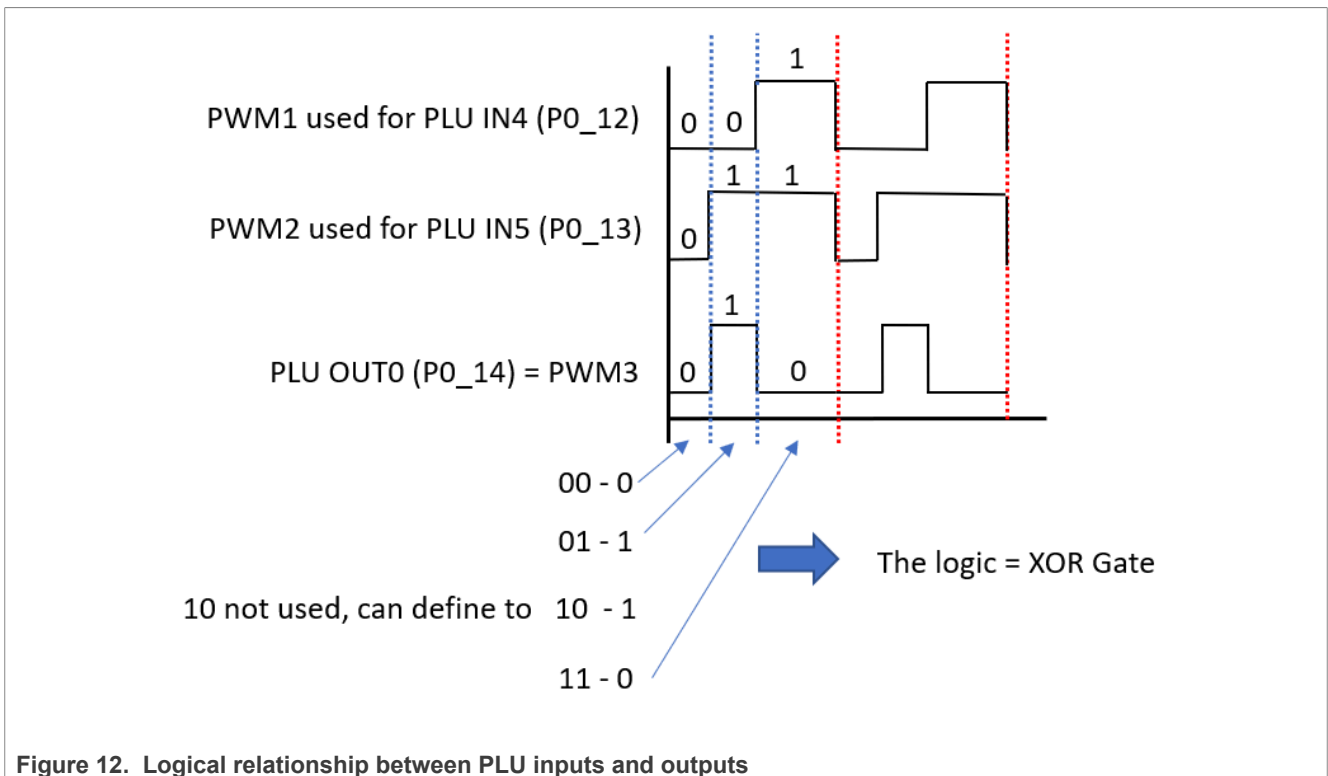 1
PWM1 used for PLU IN4 (P0_12) 0 0
1 1
PWM2 used for PLU IN5 (P0_13) 0
1
PLU OUT0 (P0_14) = PWM3 0 0
00 - 0
01 - 1
The logic = XOR Gate
10 not used, can define to 10 - 1
11 - 0
Figure 12. Logical relationship between PLU inputs and outputs